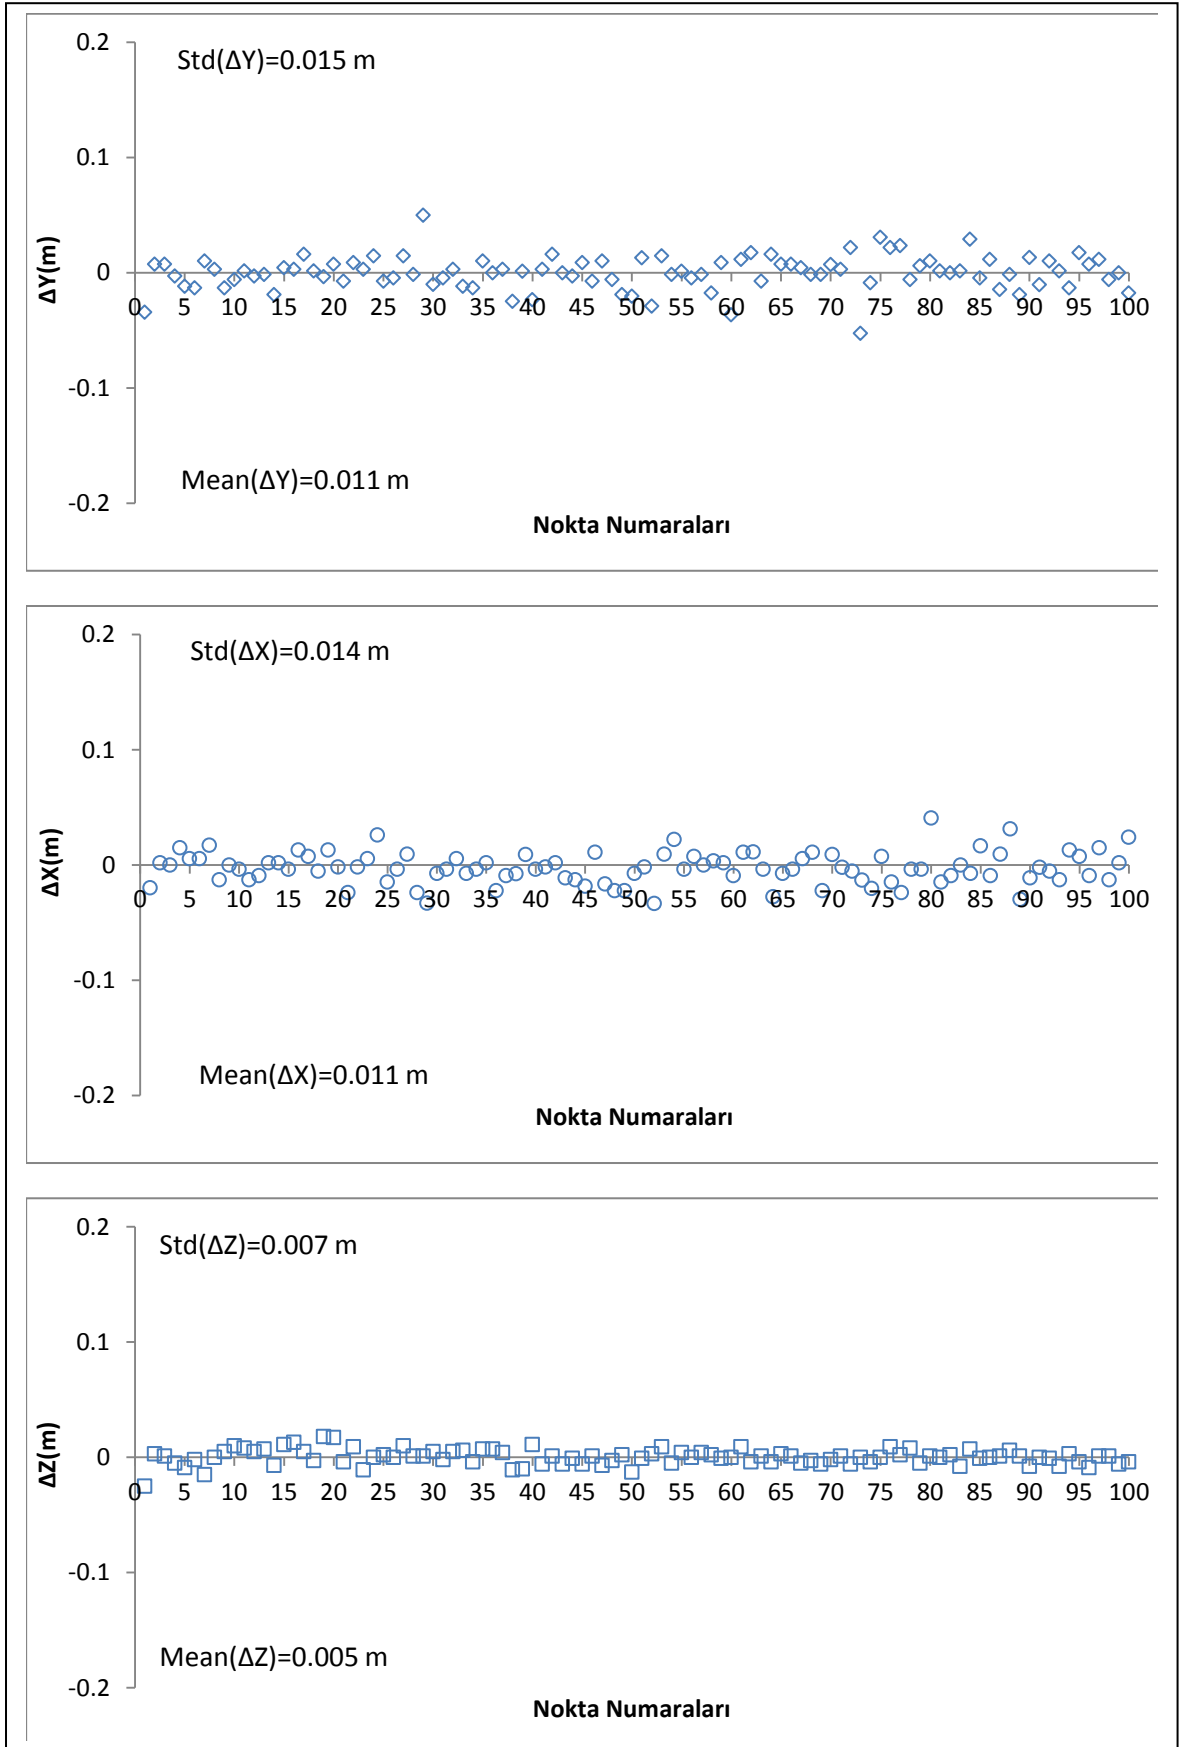 0.2
Std(ΔY)=0.015 m
0.1
ΔY(m)
0
0 5 10 15 20 25 30 35 40 45 50 55 60 65 70 75 80 85 90 95 100
-0.1
Mean(ΔY)=0.011 m
-0.2
Nokta Numaraları
0.2
Std(ΔX)=0.014 m
0.1
ΔX(m)
0
0 5 10 15 20 25 30 35 40 45 50 55 60 65 70 75 80 85 90 95 100
-0.1
Mean(ΔX)=0.011 m
-0.2
Nokta Numaraları
0.2
Std(ΔZ)=0.007 m
0.1
ΔZ(m)
0
0 5 10 15 20 25 30 35 40 45 50 55 60 65 70 75 80 85 90 95 100
-0.1
Mean(ΔZ)=0.005 m
-0.2
Nokta Numaraları